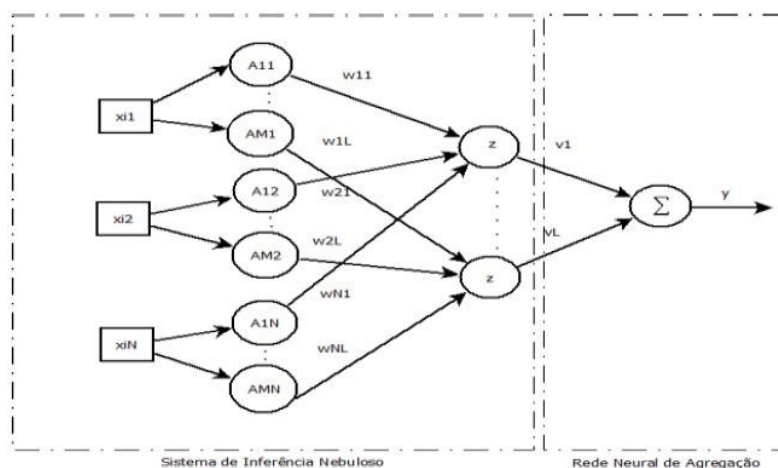 A11
w11
xi1
AM1
z
v1
w1L
A12
w21
Σ
y
xi2
w2L
vL
AM2
z
wN1
A1N
xiN
wNL
AMN
Sistema de Inferência Nebuloso
Rede Neural de Agregação